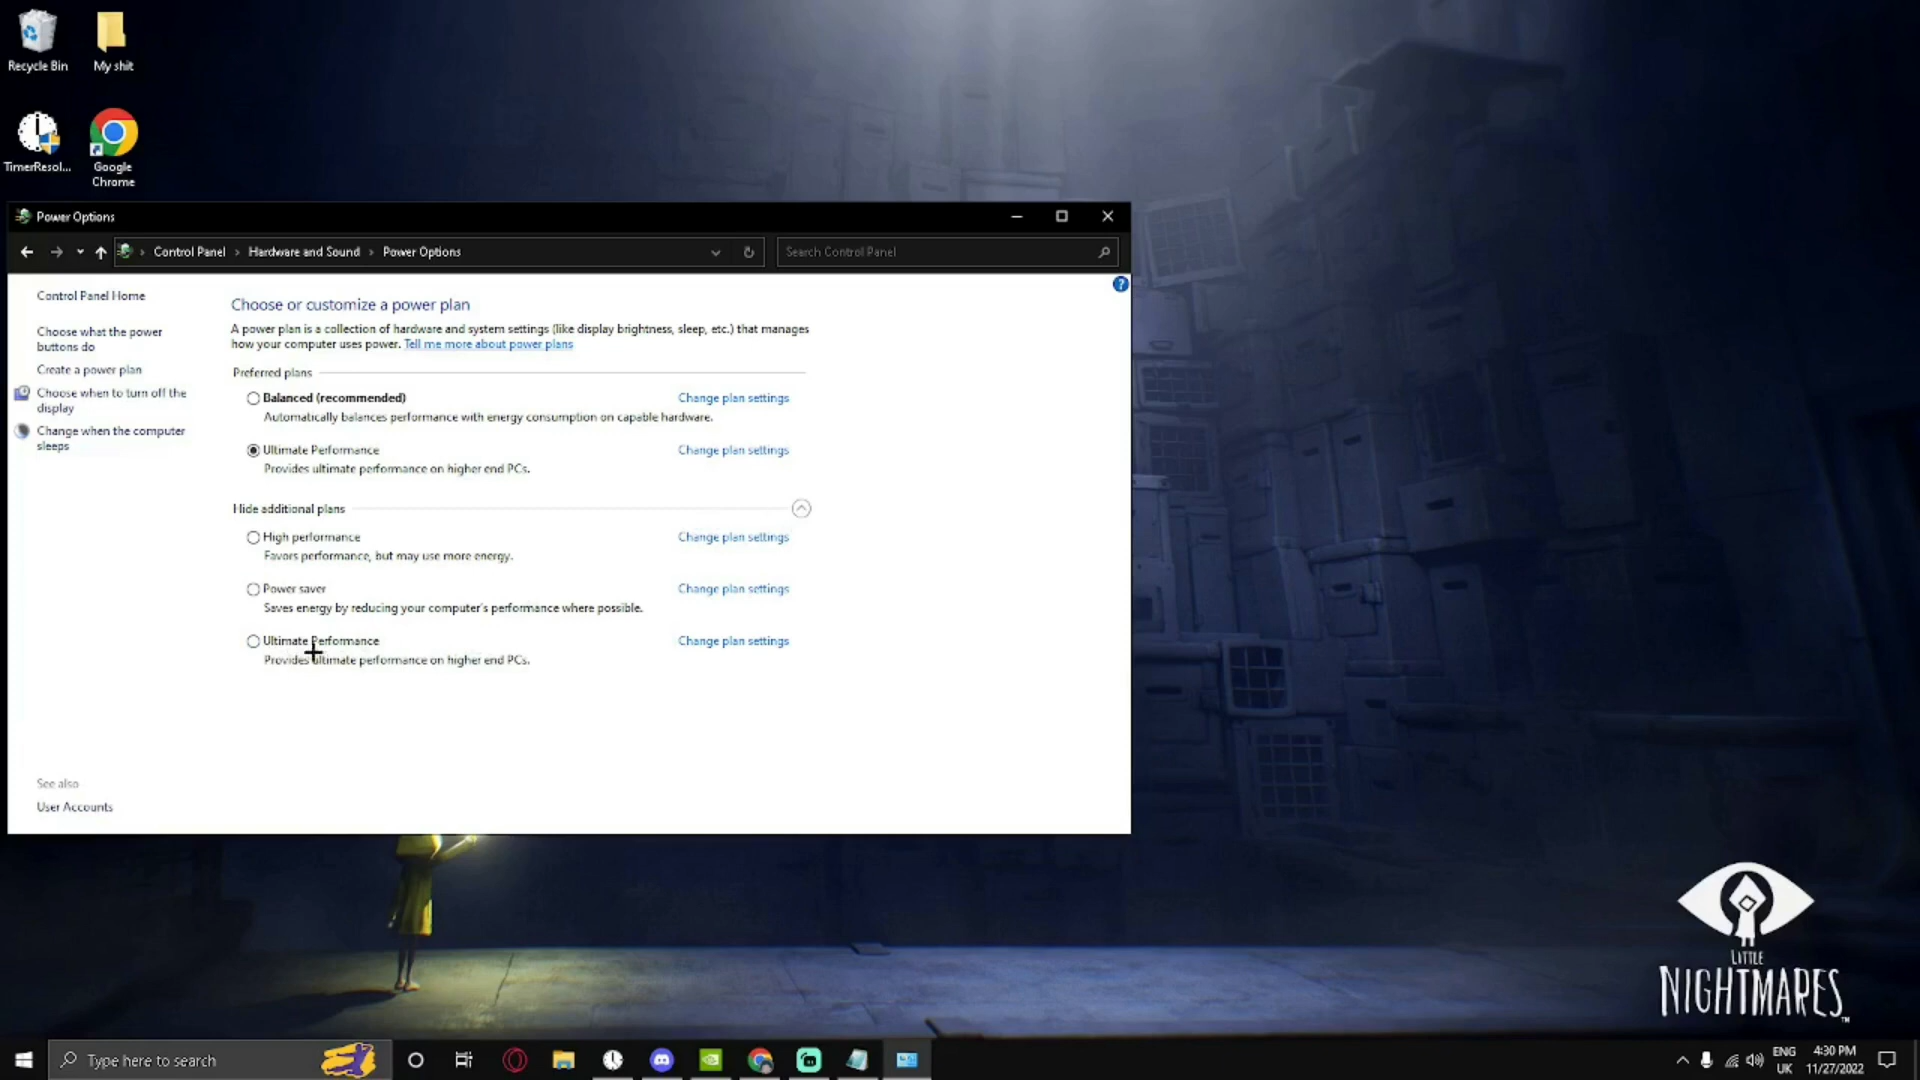 Recycle Bin
My shit
TimerResol...
Google
Chrome
Power Options
Control Panel
Hardware and Sound
Power Options
Search Control Panel
?
Control Panel Home
Choose what the power
buttons do
Create a power plan
Choose when to turn off the
display
Change when the computer
sleeps
See also
User Accounts
Choose or customize a power plan
A power plan is a collection of hardware and system settings (like display brightness, sleep, etc.) that manages
how your computer uses power. Tell me more about power plans
Preferred plans
Balanced (recommended) Change plan settings
Automatically balances performance with energy consumption on capable hardware.
Ultimate Performance Change plan settings
Provides ultimate performance on higher end PCs.
Hide additional plans
High performance Change plan settings
Favors performance, but may use more energy.
Power saver Change plan settings
Saves energy by reducing your computer's performance where possible.
Ultimate Performance Change plan settings
Provides ultimate performance on higher end PCs.
LITTLE
NIGHTMARES™
Type here to search
ENG
UK
4:30 PM
11/27/2022